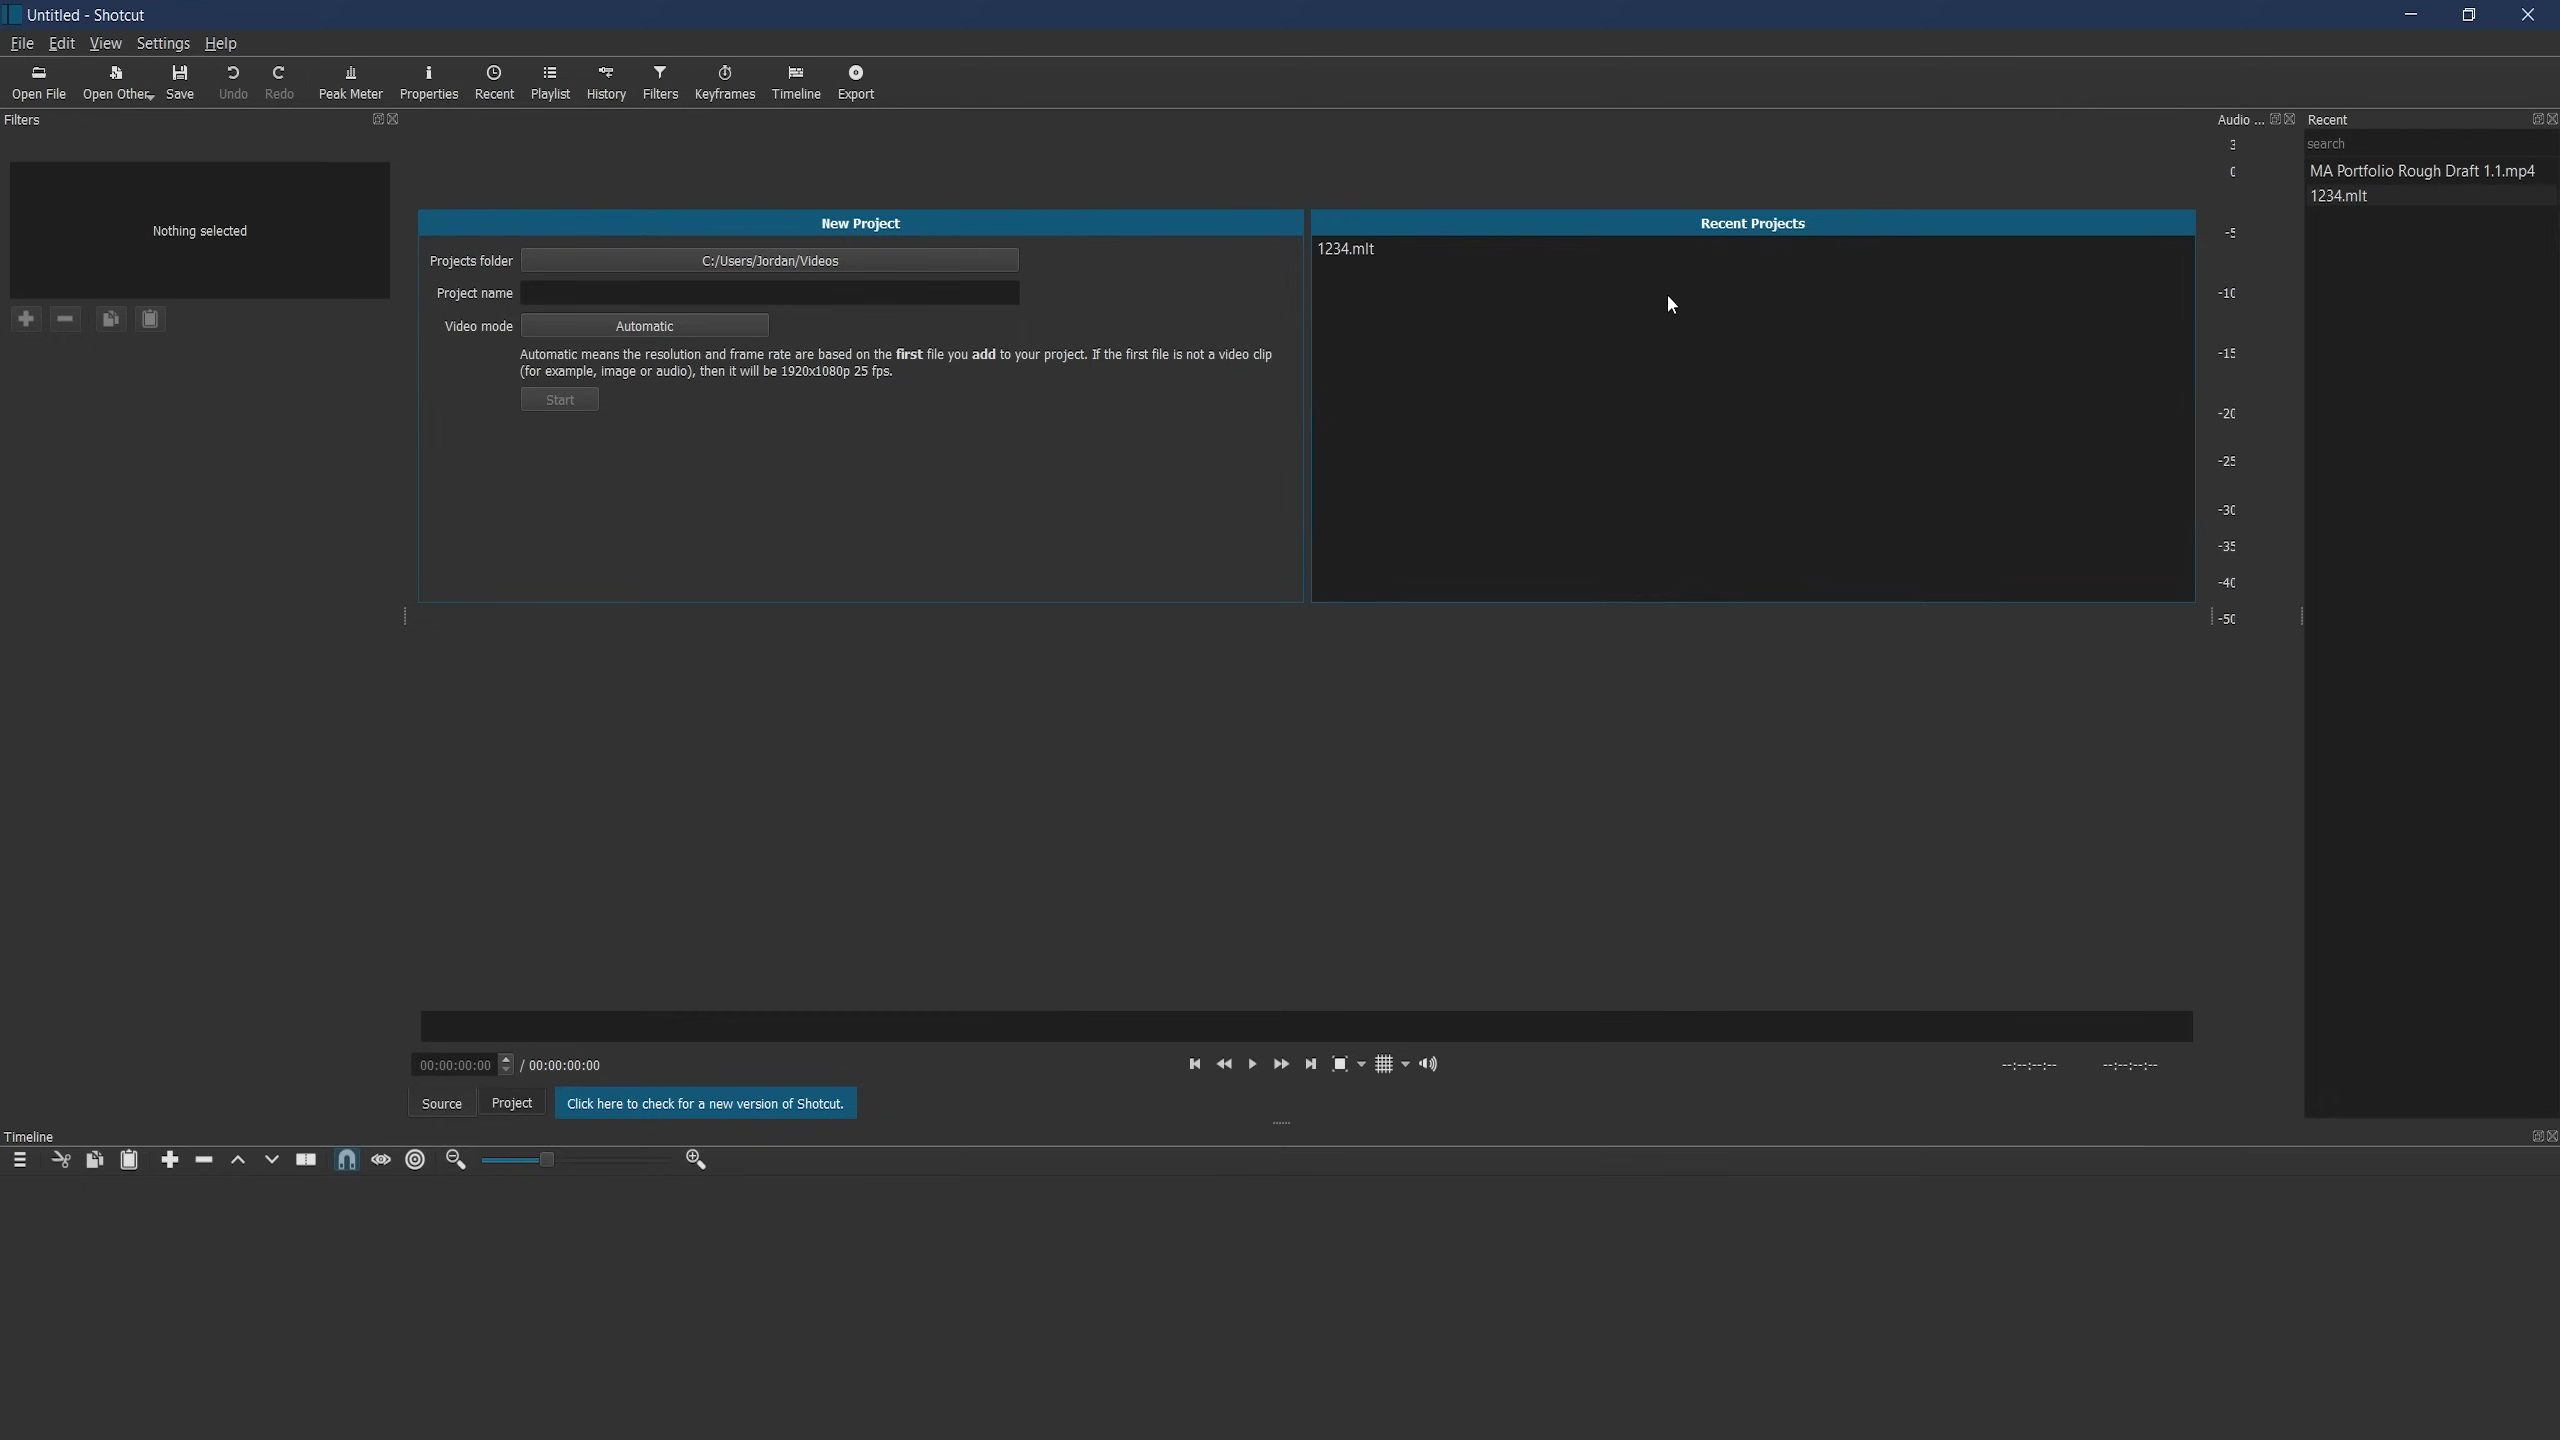 Untitled - Shotcut
File Edit View Settings Help
Open File Open Other Save Undo Redo Peak Meter Properties Recent Playlist History Filters Keyframes Timeline Export
Filters
Nothing selected
New Project
Projects folder C:/Users/Jordan/Videos
Project name
Video mode Automatic
Automatic means the resolution and frame rate are based on the first file you add to your project. If the first file is not a video clip
(for example, image or audio), then it will be 1920x1080p 25 fps.
Start
Recent Projects
1234.mlt
Audio ...
3
0
-5
-10
-15
-20
-25
-30
-35
-40
-50
Recent
search
MA Portfolio Rough Draft 1.1.mp4
1234.mlt
00:00:00:00 / 00:00:00:00
--:--:--:-- --:--:--:--
Source Project Click here to check for a new version of Shotcut.
Timeline